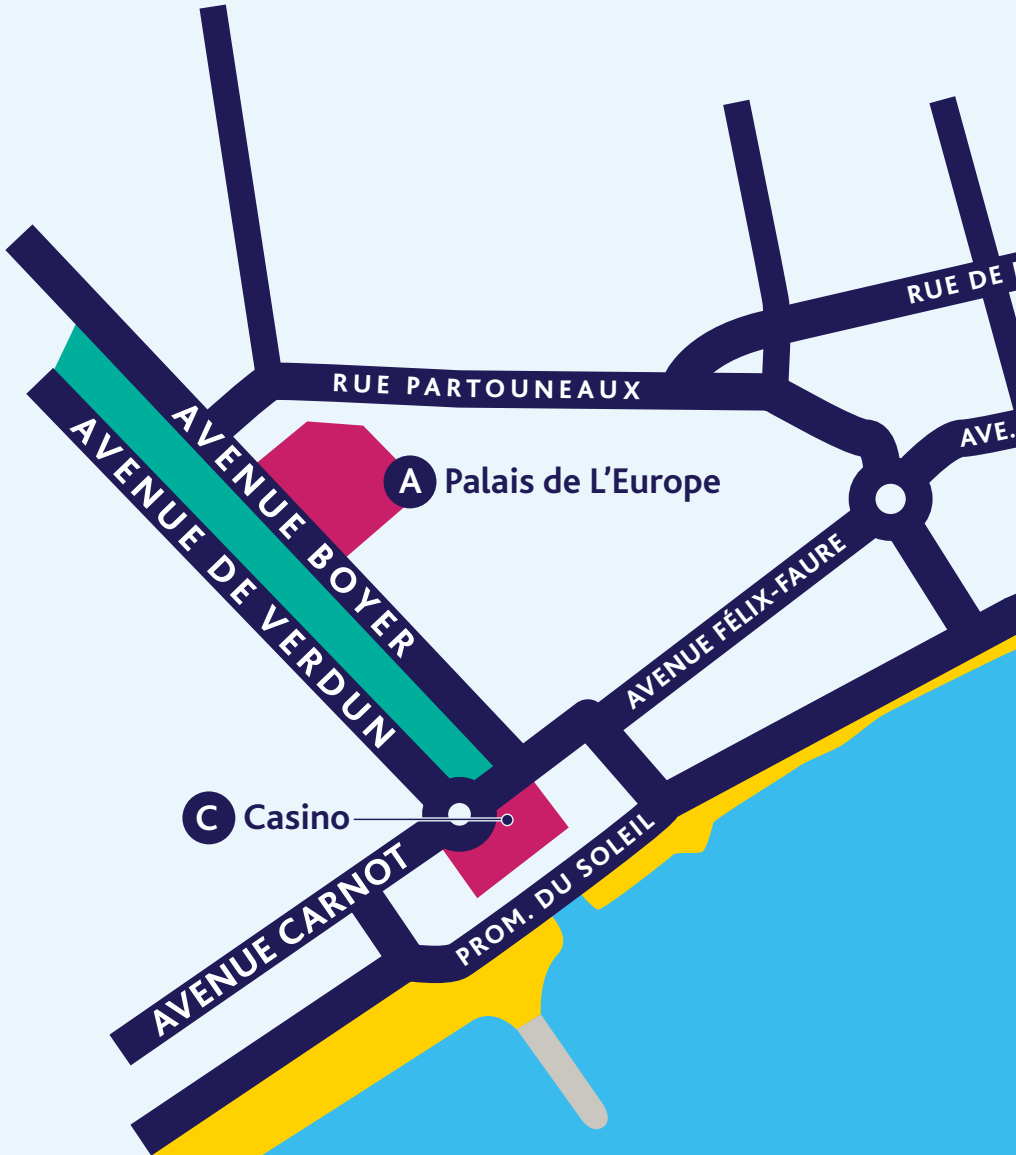 RUE DE
RUE PARTOUNEAUX
AVE.
AVENUE BOYER
A Palais de L'Europe
AVENUE DE VERDUN
AVENUE FÉLIX-FAURE
C Casino
PROM. DU SOLEIL
AVENUE CARNOT